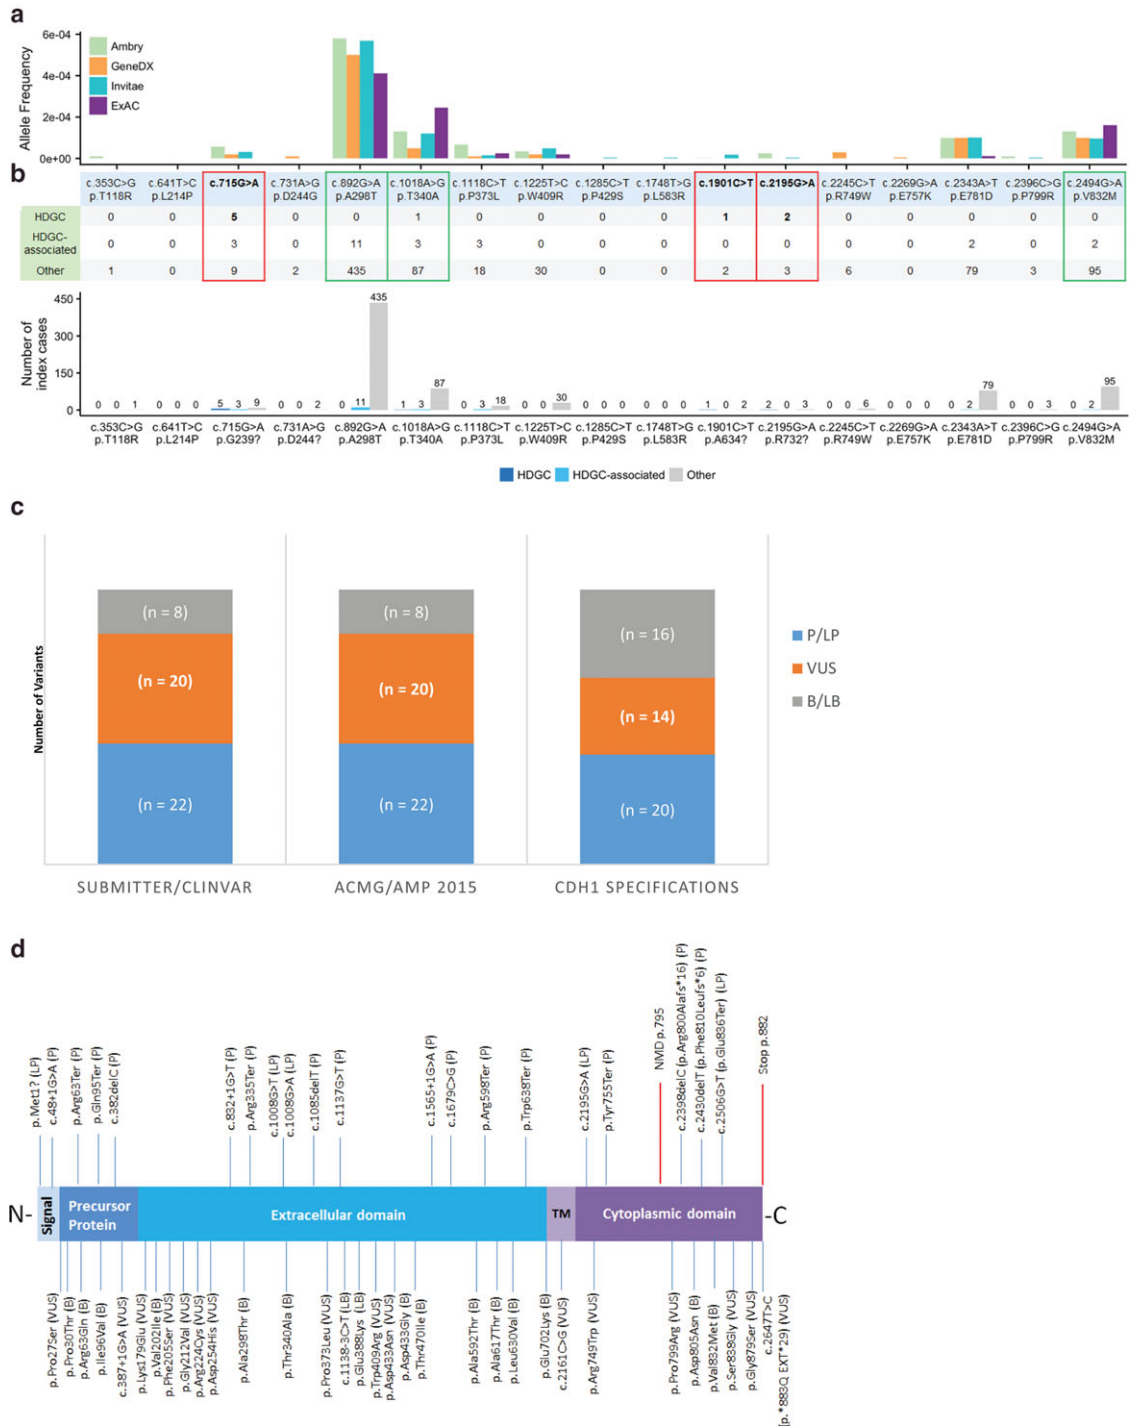 a
Allele Frequency
6e-04
4e-04
2e-04
0e+00
Ambry
GeneDX
Invitae
ExAC
b
c.353C>G c.641T>C c.715G>A c.731A>G c.892G>A c.1018A>G c.1118C>T c.1225T>C c.1285C>T c.1748T>G c.1901C>T c.2195G>A c.2245C>T c.2269G>A c.2343A>T c.2396C>G c.2494G>A
p.T118R p.L214P p.D244G p.A298T p.T340A p.P373L p.W409R p.P429S p.L583R p.R749W p.E757K p.E781D p.P799R p.V832M
HDGC 0 0 5 0 0 1 0 0 0 0 1 2 0 0 0 0 0
HDGC-
associated 0 0 3 0 11 3 3 0 0 0 0 0 0 0 2 0 2
Other 1 0 9 2 435 87 18 30 0 0 2 3 6 0 79 3 95
Number of
index cases
450
300
150
0
0 0 1 0 0 0 5 3 9 0 0 2 0 11 435 1 3 87 0 3 18 0 0 30 0 0 0 0 0 0 1 0 2 2 0 3 0 0 6 0 0 0 0 2 79 0 0 3 0 2 95
c.353C>G c.641T>C c.715G>A c.731A>G c.892G>A c.1018A>G c.1118C>T c.1225T>C c.1285C>T c.1748T>G c.1901C>T c.2195G>A c.2245C>T c.2269G>A c.2343A>T c.2396C>G c.2494G>A
p.T118R p.L214P p.G239? p.D244? p.A298T p.T340A p.P373L p.W409R p.P429S p.L583R p.A634? p.R732? p.R749W p.E757K p.E781D p.P799R p.V832M
HDGC HDGC-associated Other
c
Number of Variants
(n = 8) (n = 8) (n = 16)
(n = 20) (n = 20) (n = 14)
(n = 22) (n = 22) (n = 20)
P/LP
VUS
B/LB
SUBMITTER/CLINVAR ACMG/AMP 2015 CDH1 SPECIFICATIONS
d
p.Met1? (LP)
c.48+1G>A (P)
p.Arg63Ter (P)
p.Gln95Ter (P)
c.382delC (P)
c.832+1G>T (P)
p.Arg335Ter (P)
c.1008G>T (LP)
c.1008G>A (LP)
c.1085delT (P)
c.1137G>T (P)
c.1565+1G>A (P)
c.1679C>G (P)
p.Arg598Ter (P)
p.Trp638Ter (P)
c.2195G>A (LP)
p.Tyr755Ter (P)
NMD p.795
c.2398delC (p.Arg800Alafs*16) (P)
c.2430delT (p.Phe810Leufs*6) (P)
c.2506G>T (p.Glu836Ter) (LP)
Stop p.882
N-
Signal
Precursor
Protein
Extracellular domain
TM
Cytoplasmic domain
-C
p.Pro27Ser (VUS)
p.Pro30Thr (B)
p.Arg63Gln (B)
p.Ile96Val (B)
c.387+1G>A (VUS)
p.Lys179Glu (VUS)
p.Val202Ile (B)
p.Phe205Ser (VUS)
p.Gly212Val (VUS)
p.Arg224Cys (VUS)
p.Asp254His (VUS)
p.Ala298Thr (B)
p.Thr340Ala (B)
p.Pro373Leu (VUS)
c.1138-3C>T (LB)
p.Glu388Lys (LB)
p.Trp409Arg (VUS)
p.Asp433Asn (VUS)
p.Asp433Gly (B)
p.Thr470Ile (B)
p.Ala592Thr (B)
p.Ala617Thr (B)
p.Leu630Val (B)
p.Glu702Lys (B)
c.2161C>G (VUS)
p.Arg749Trp (VUS)
p.Pro799Arg (VUS)
p.Asp805Asn (B)
p.Val832Met (B)
p.Ser838Gly (VUS)
p.Gly879Ser (VUS)
c.2647T>C
(p.*883Q EXT*29) (VUS)